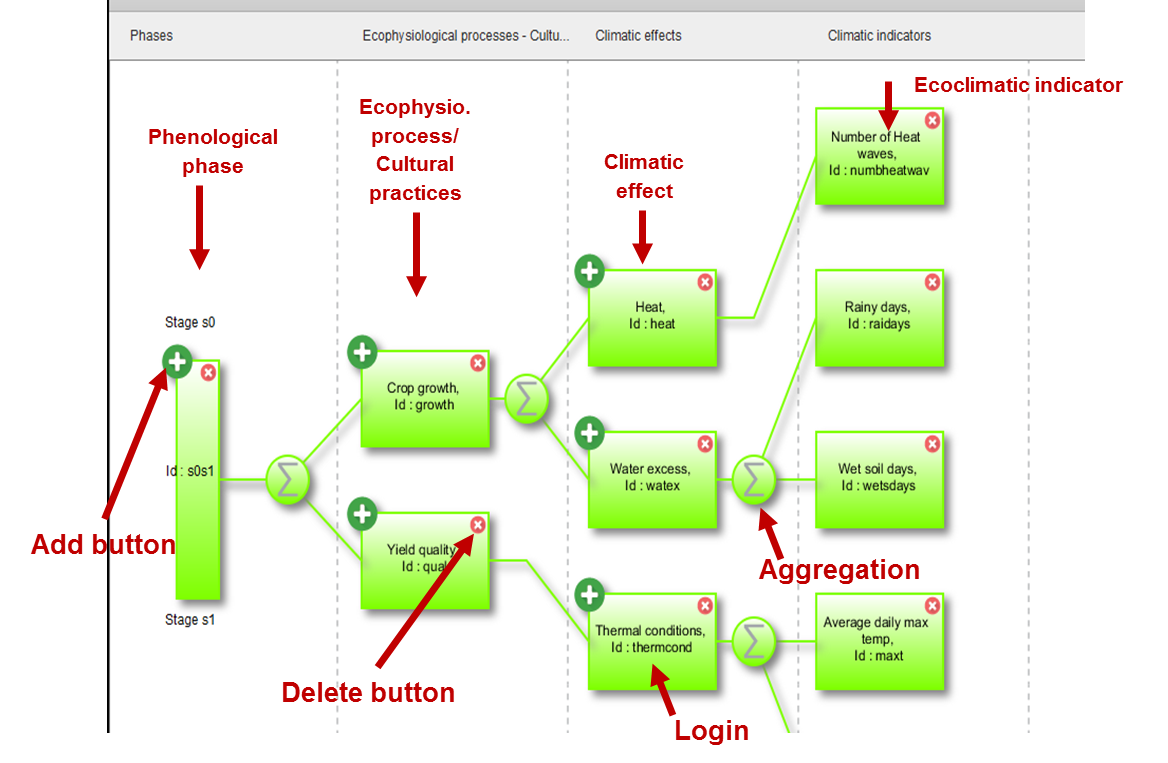 Phases
Ecophysiological processes - Cultu...
Climatic effects
Climatic indicators
Ecoclimatic indicator
Phenological
phase
Ecophysio.
process/
Cultural
practices
Climatic
effect
Number of Heat
waves,
Id : numbheatwav
Stage s0
Heat,
Id : heat
Rainy days,
Id : raidays
Crop growth,
Id : growth
Id : s0s1
Water excess,
Id : watex
Wet soil days,
Id : wetsdays
Add button
Yield quality
Id : qual
Aggregation
Stage s1
Thermal conditions,
Id : thermcond
Average daily max
temp,
Id : maxt
Delete button
Login